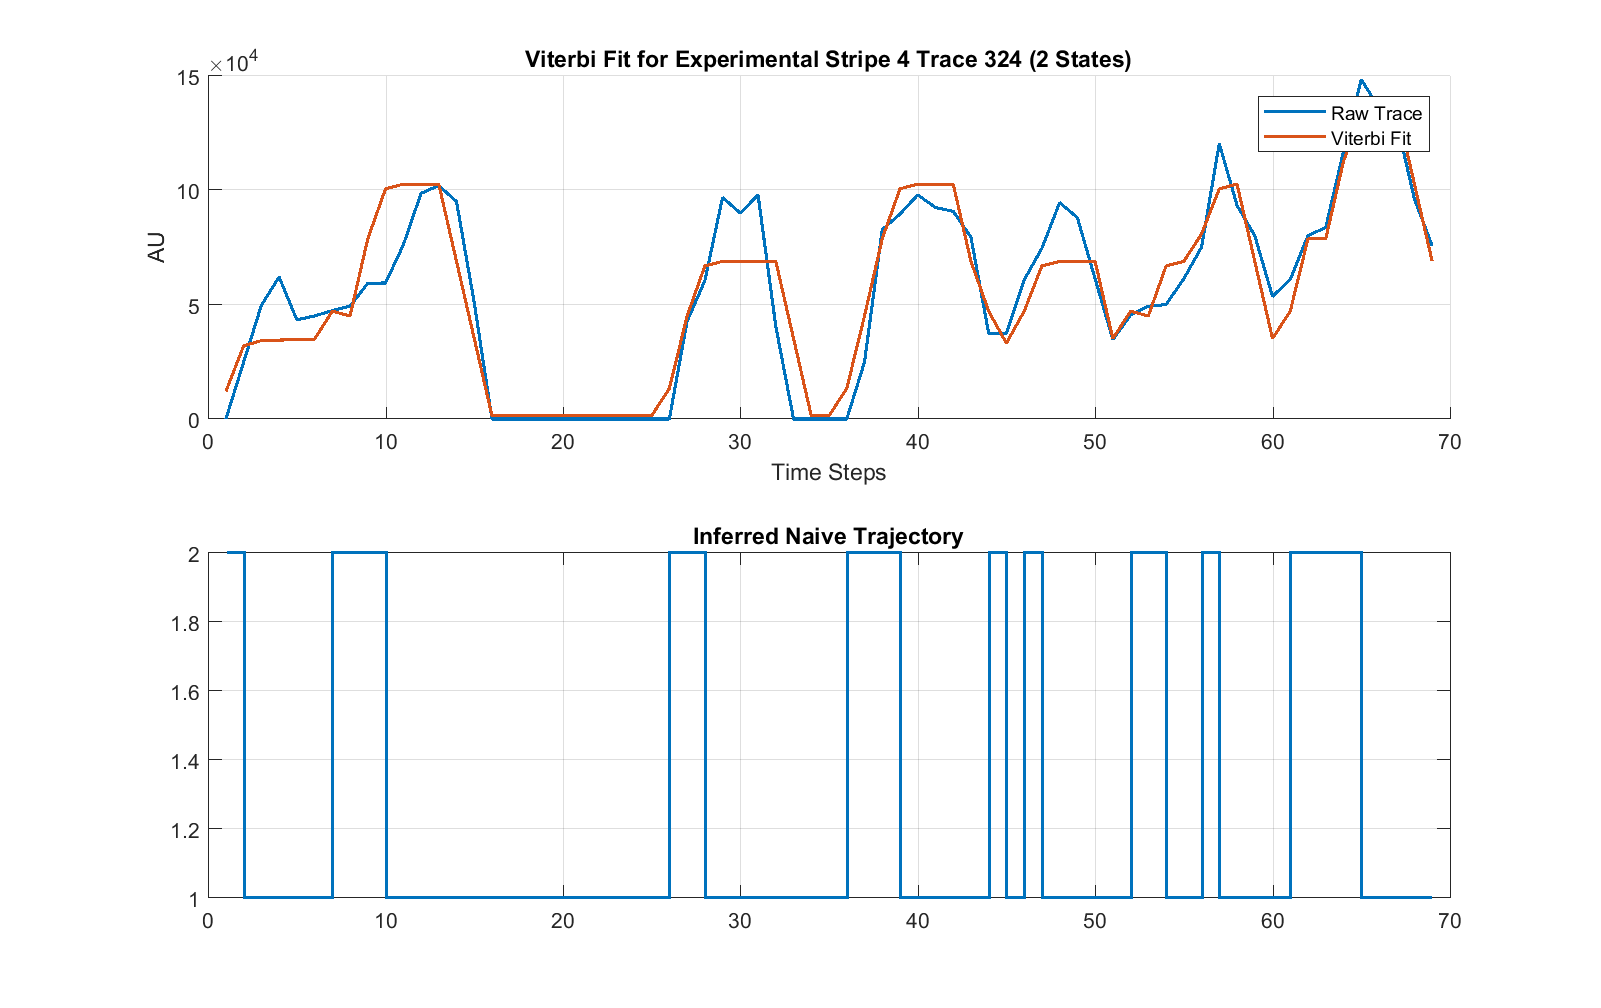 Viterbi Fit for Experimental Stripe 4 Trace 324 (2 States)
×10^4
15
10
5
0
AU
Raw Trace
Viterbi Fit
0 10 20 30 40 50 60 70
Time Steps
Inferred Naive Trajectory
2
1.8
1.6
1.4
1.2
1
0 10 20 30 40 50 60 70